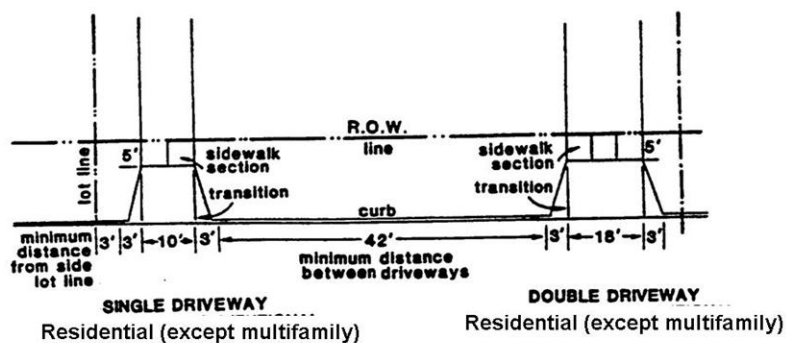 R.O.W.
line
5'
sidewalk
section
sidewalk
section
5'
lot line
transition
transition
curb
minimum
distance
from side
lot line
3' 3' 10' 3' 42' 3' 18' 3'
minimum distance
between driveways
SINGLE DRIVEWAY
Residential (except multifamily)
DOUBLE DRIVEWAY
Residential (except multifamily)